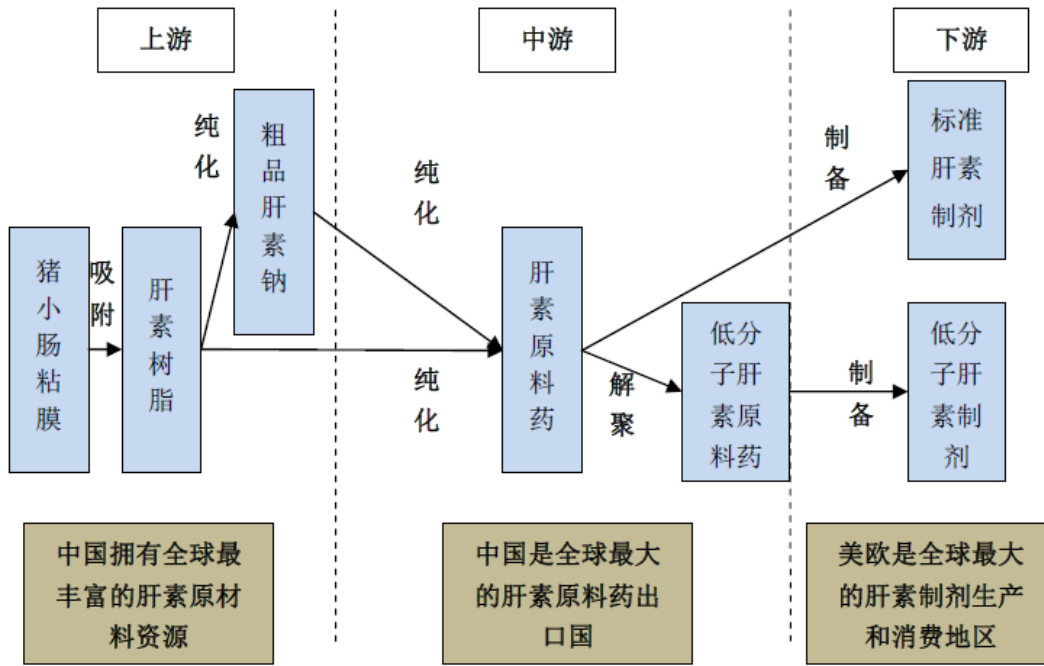 上游
中游
下游
猪小肠粘膜
吸附
肝素树脂
纯化
粗品肝素钠
纯化
纯化
肝素原料药
解聚
低分
子肝
素原
料药
制备
标准
肝素
制剂
制备
低分
子肝
素制
剂
中国拥有全球最
丰富的肝素原材
料资源
中国是全球最大
的肝素原料药出
口国
美欧是全球最大
的肝素制剂生产
和消费地区